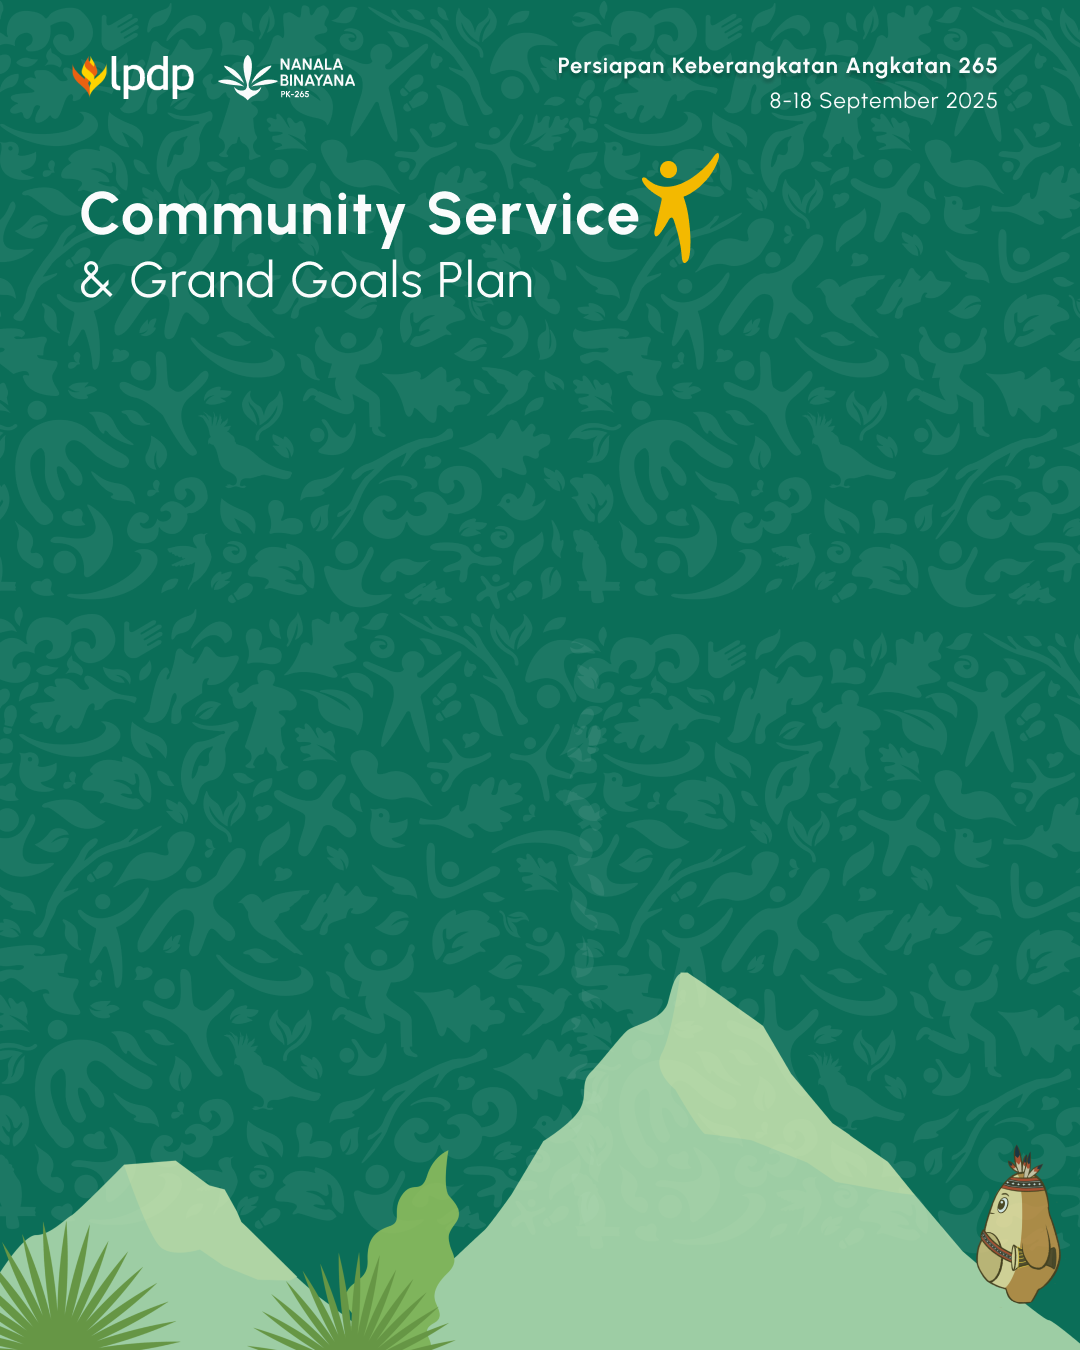 lpdp
NANALA
BINAYANA
PK-265
Persiapan Keberangkatan Angkatan 265
8-18 September 2025
Community Service
& Grand Goals Plan